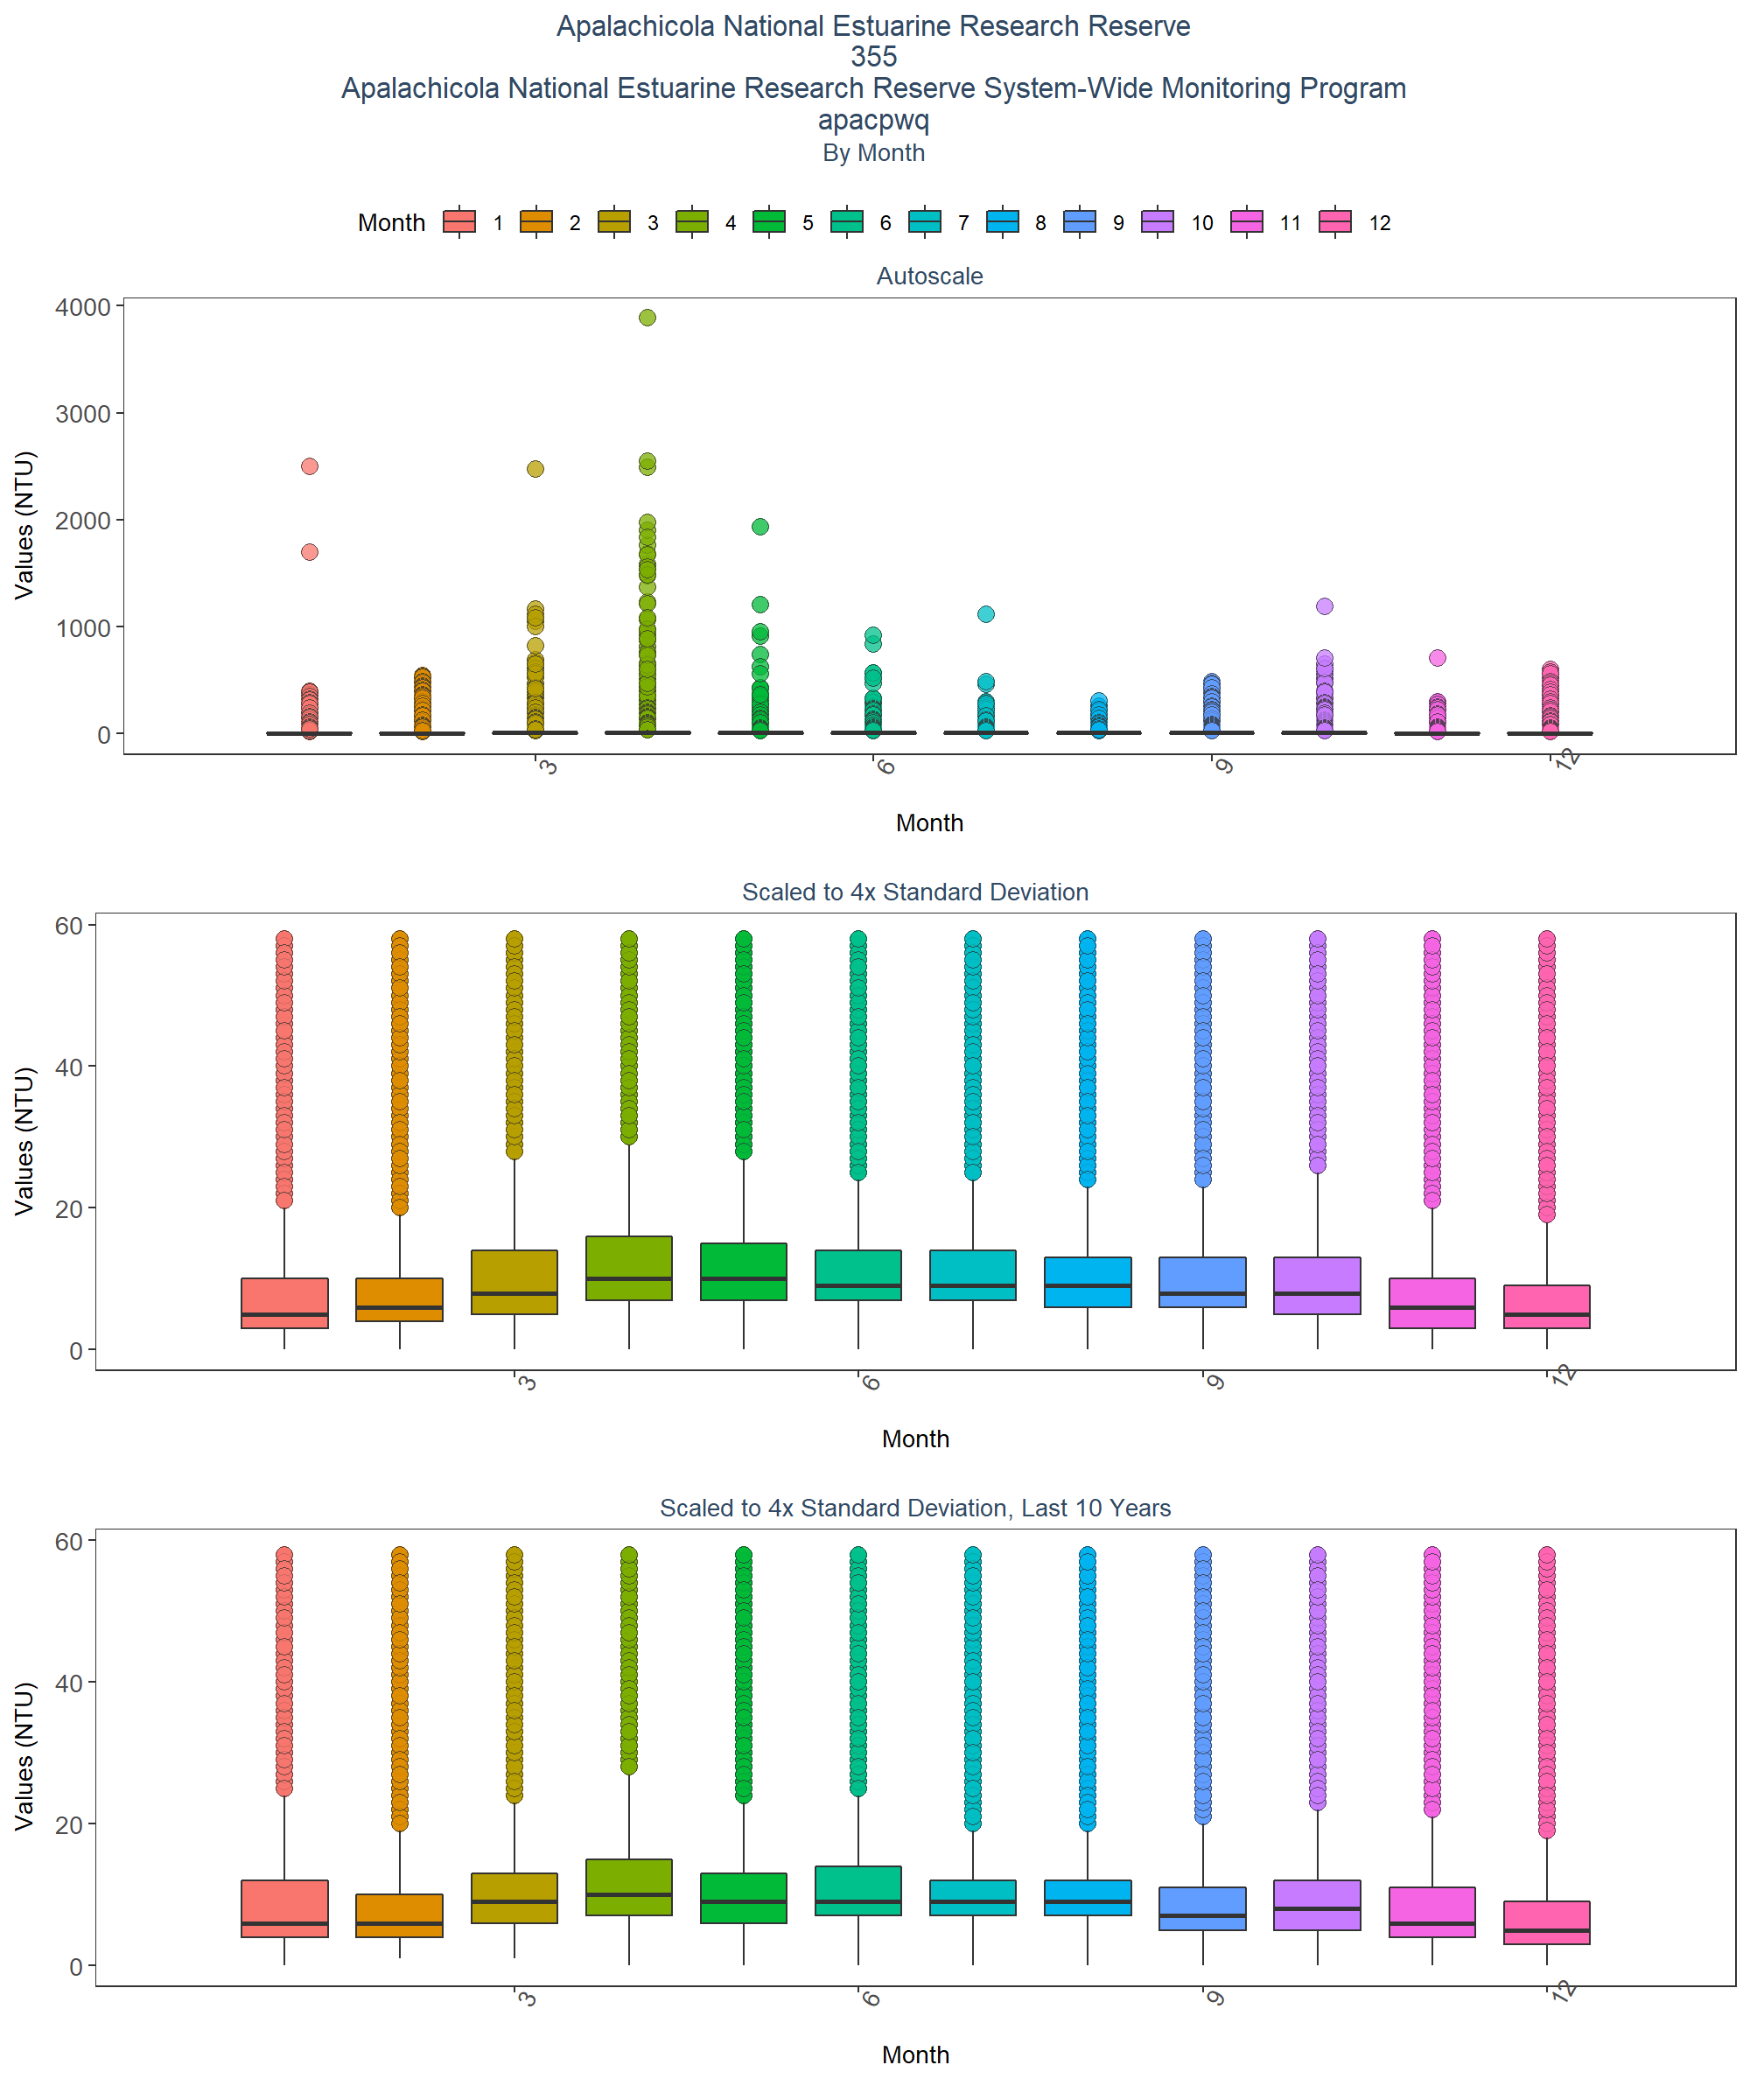 Apalachicola National Estuarine Research Reserve
355
Apalachicola National Estuarine Research Reserve System-Wide Monitoring Program
apacpwq
By Month
Month 1 2 3 4 5 6 7 8 9 10 11 12
Autoscale
Values (NTU)
4000
3000
2000
1000
0
3 6 9 12
Month
Scaled to 4x Standard Deviation
Values (NTU)
60
40
20
0
3 6 9 12
Month
Scaled to 4x Standard Deviation, Last 10 Years
Values (NTU)
60
40
20
0
3 6 9 12
Month